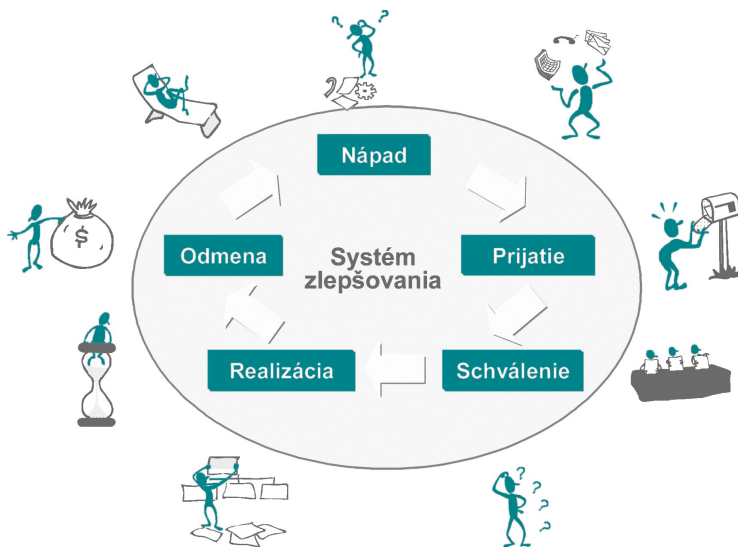 Nápad
Odmena
Systém
zlepšovania
Prijatie
Realizácia
Schválenie
? ?
$
?
?
?
?